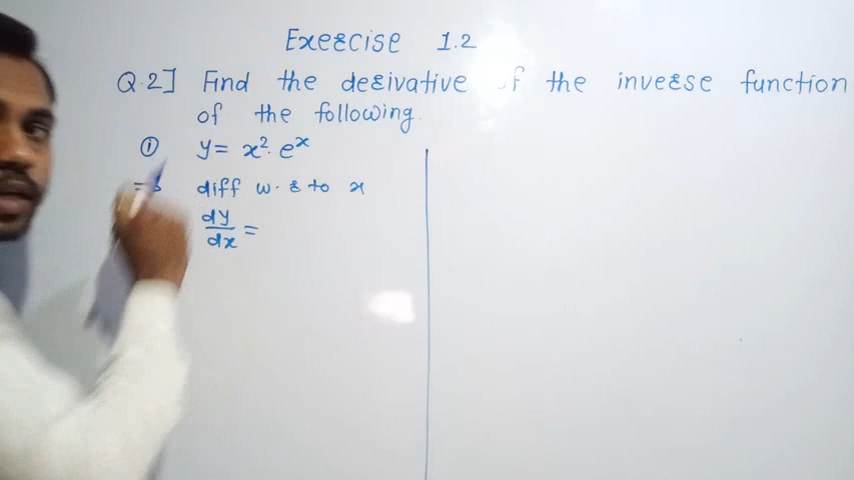 Exercise 1.2
Q.2] Find the derivative of the inverse function
of the following.
① y = x². eˣ
⇒ diff w. r to x
dy/dx =